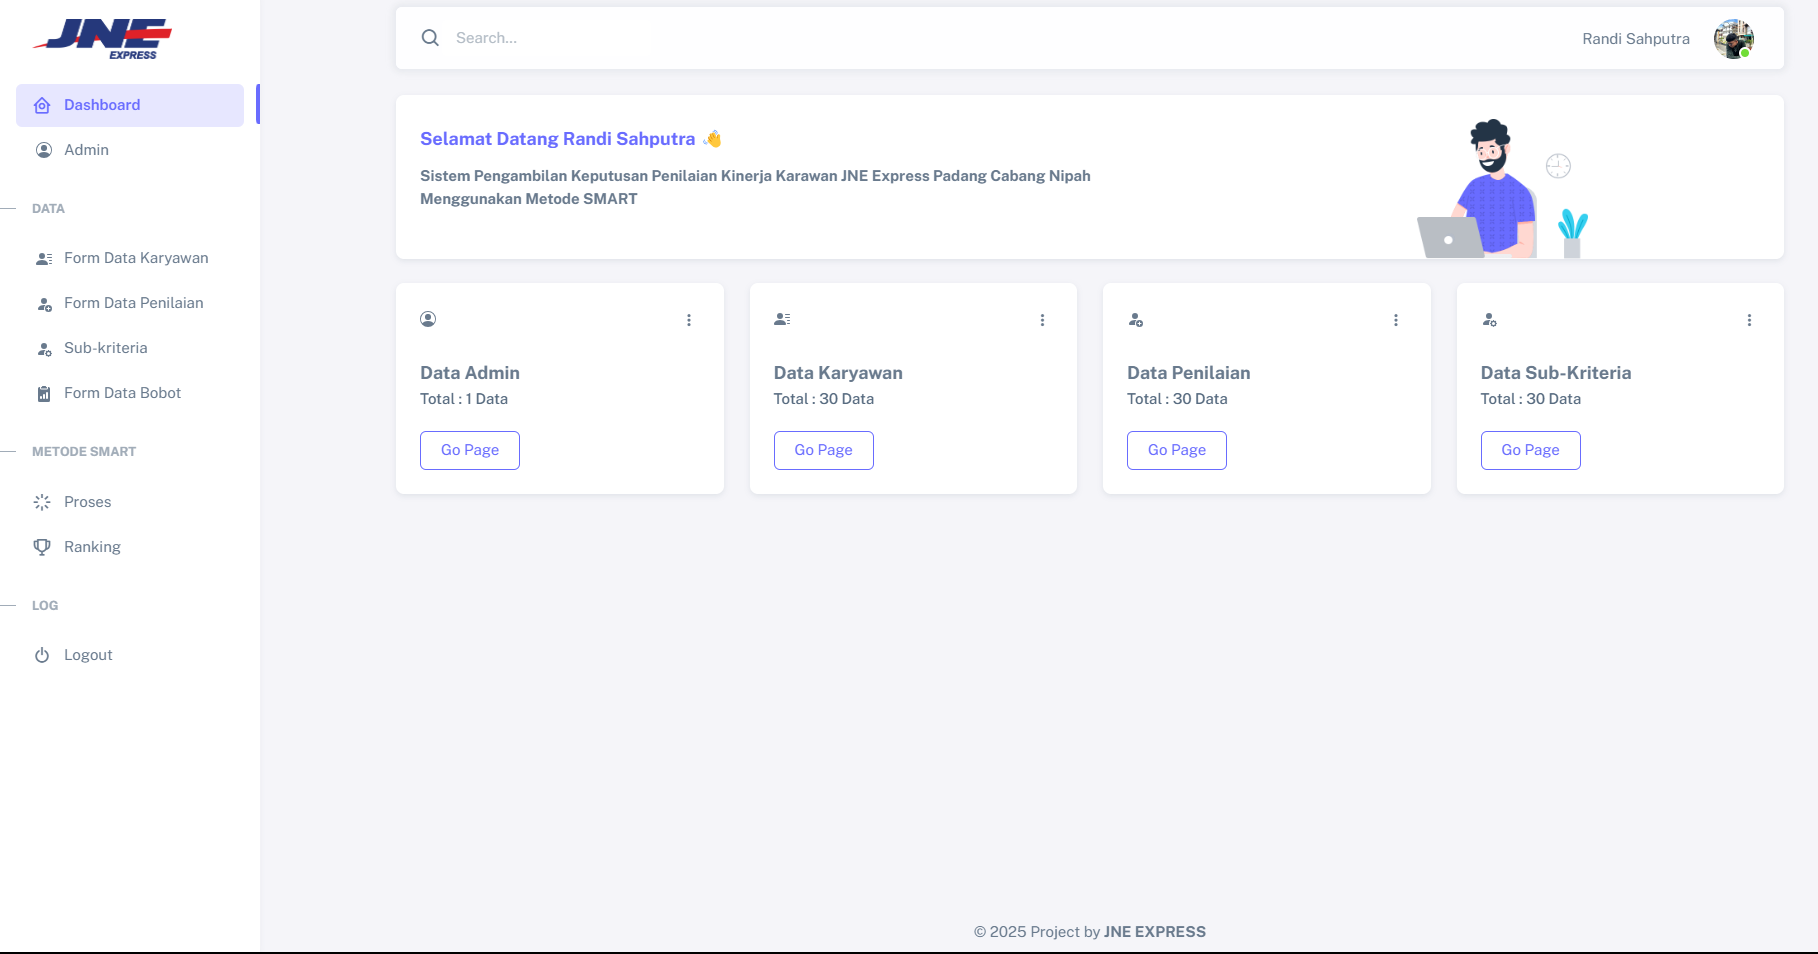 JNE
EXPRESS
Dashboard
Admin
DATA
Form Data Karyawan
Form Data Penilaian
Sub-kriteria
Form Data Bobot
METODE SMART
Proses
Ranking
LOG
Logout
Search...
Randi Sahputra
Selamat Datang Randi Sahputra 👋
Sistem Pengambilan Keputusan Penilaian Kinerja Karawan JNE Express Padang Cabang Nipah
Menggunakan Metode SMART
Data Admin
Total : 1 Data
Go Page
Data Karyawan
Total : 30 Data
Go Page
Data Penilaian
Total : 30 Data
Go Page
Data Sub-Kriteria
Total : 30 Data
Go Page
© 2025 Project by JNE EXPRESS